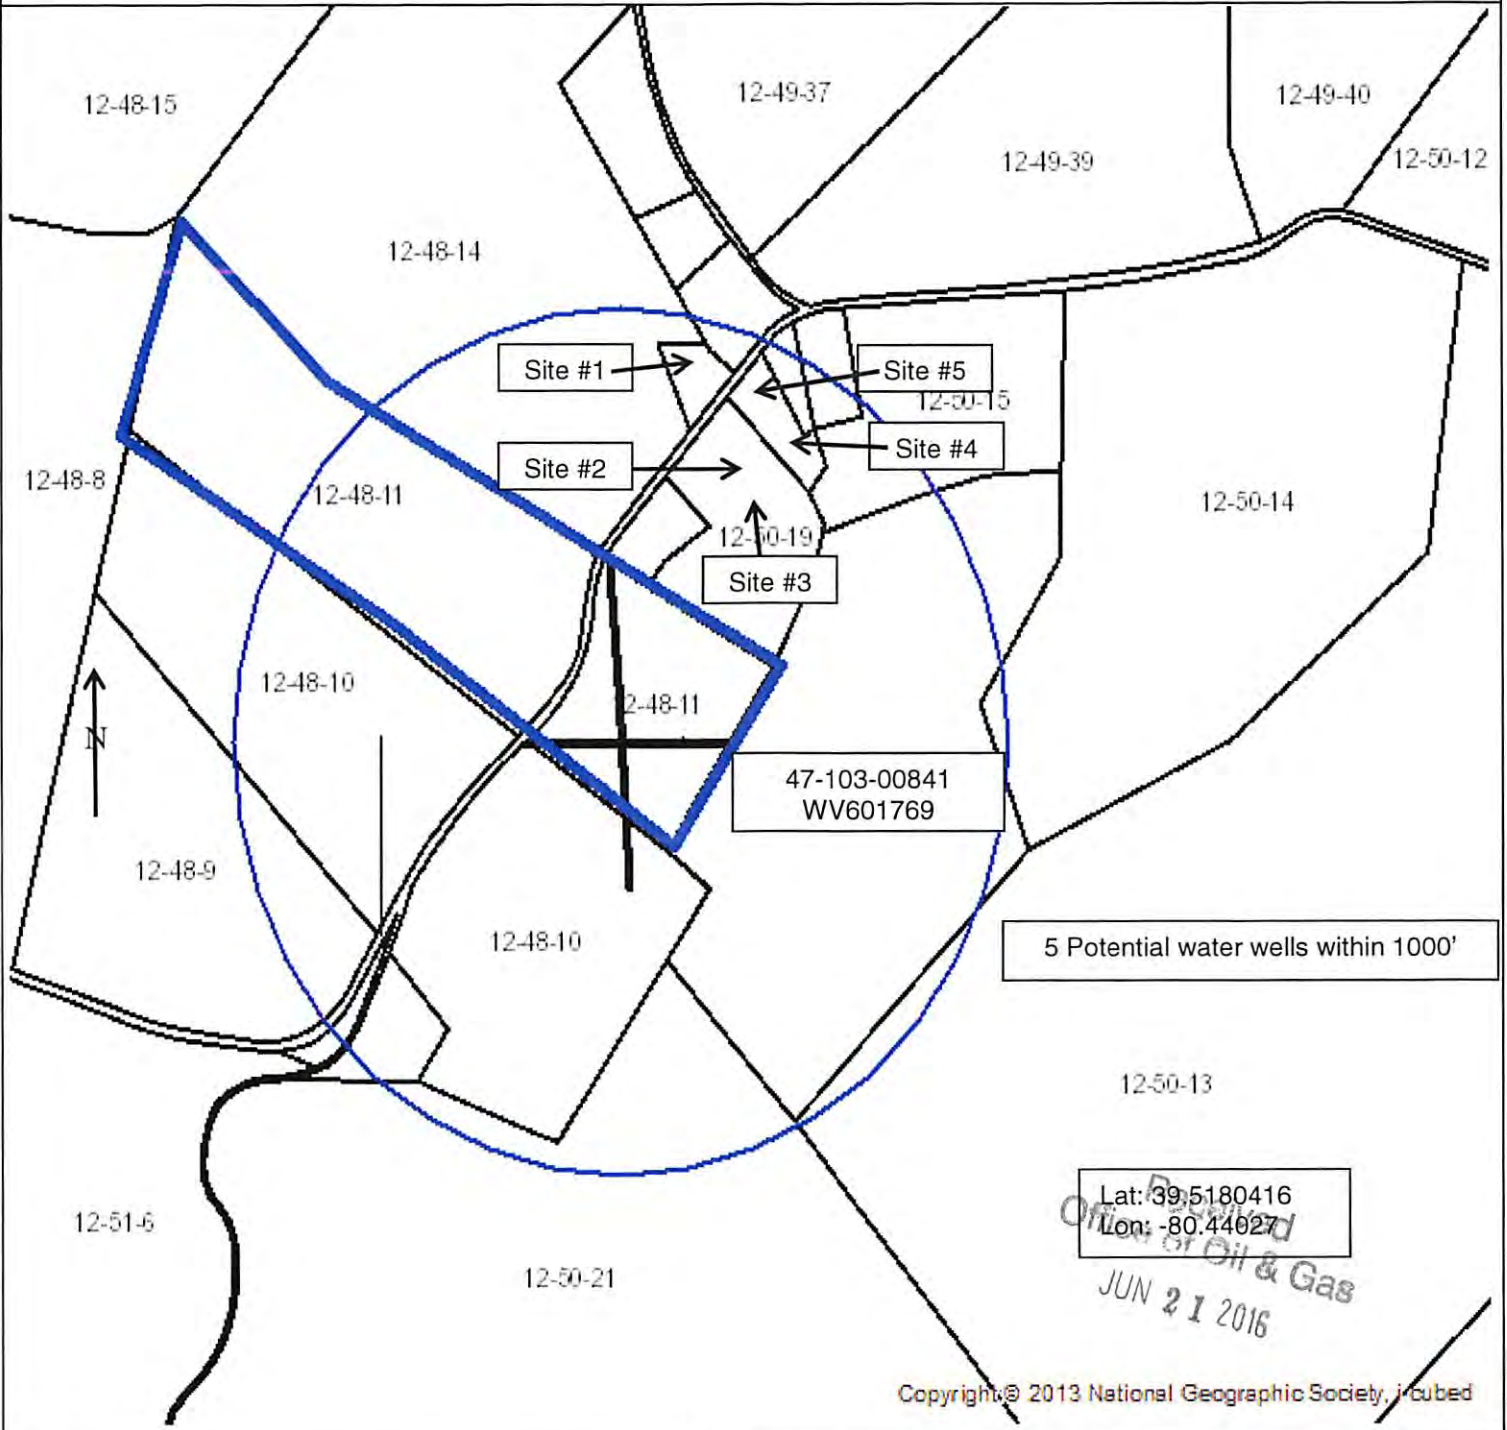 12-48-15
12-49-37
12-49-40
12-49-39
12-50-12
12-48-14
Site #1
Site #5
12-50-15
Site #4
Site #2
12-48-8
12-48-11
12-50-14
12-50-19
Site #3
12-48-10
2-48-11
N
47-103-00841
WV601769
12-48-9
12-48-10
5 Potential water wells within 1000'
12-50-13
Lat: 39.5180416
Lon: -80.44027
Received
Office of Oil & Gas
JUN 21 2016
12-51-6
12-50-21
Copyright:© 2013 National Geographic Society, i-cubed